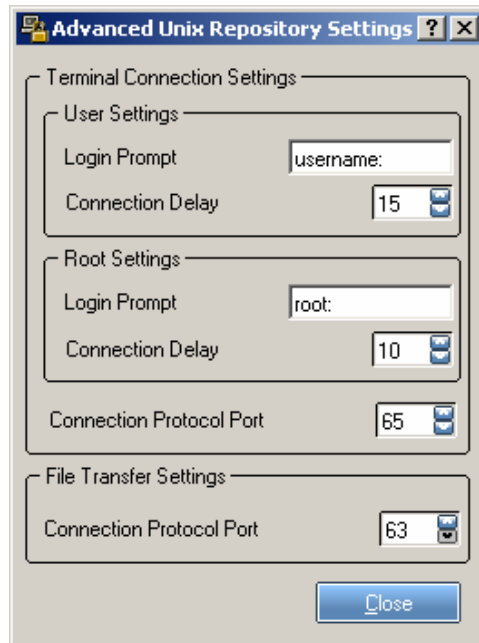 Advanced Unix Repository Settings ? X
Terminal Connection Settings
User Settings
Login Prompt username:
Connection Delay 15
Root Settings
Login Prompt root:
Connection Delay 10
Connection Protocol Port 65
File Transfer Settings
Connection Protocol Port 63
Close